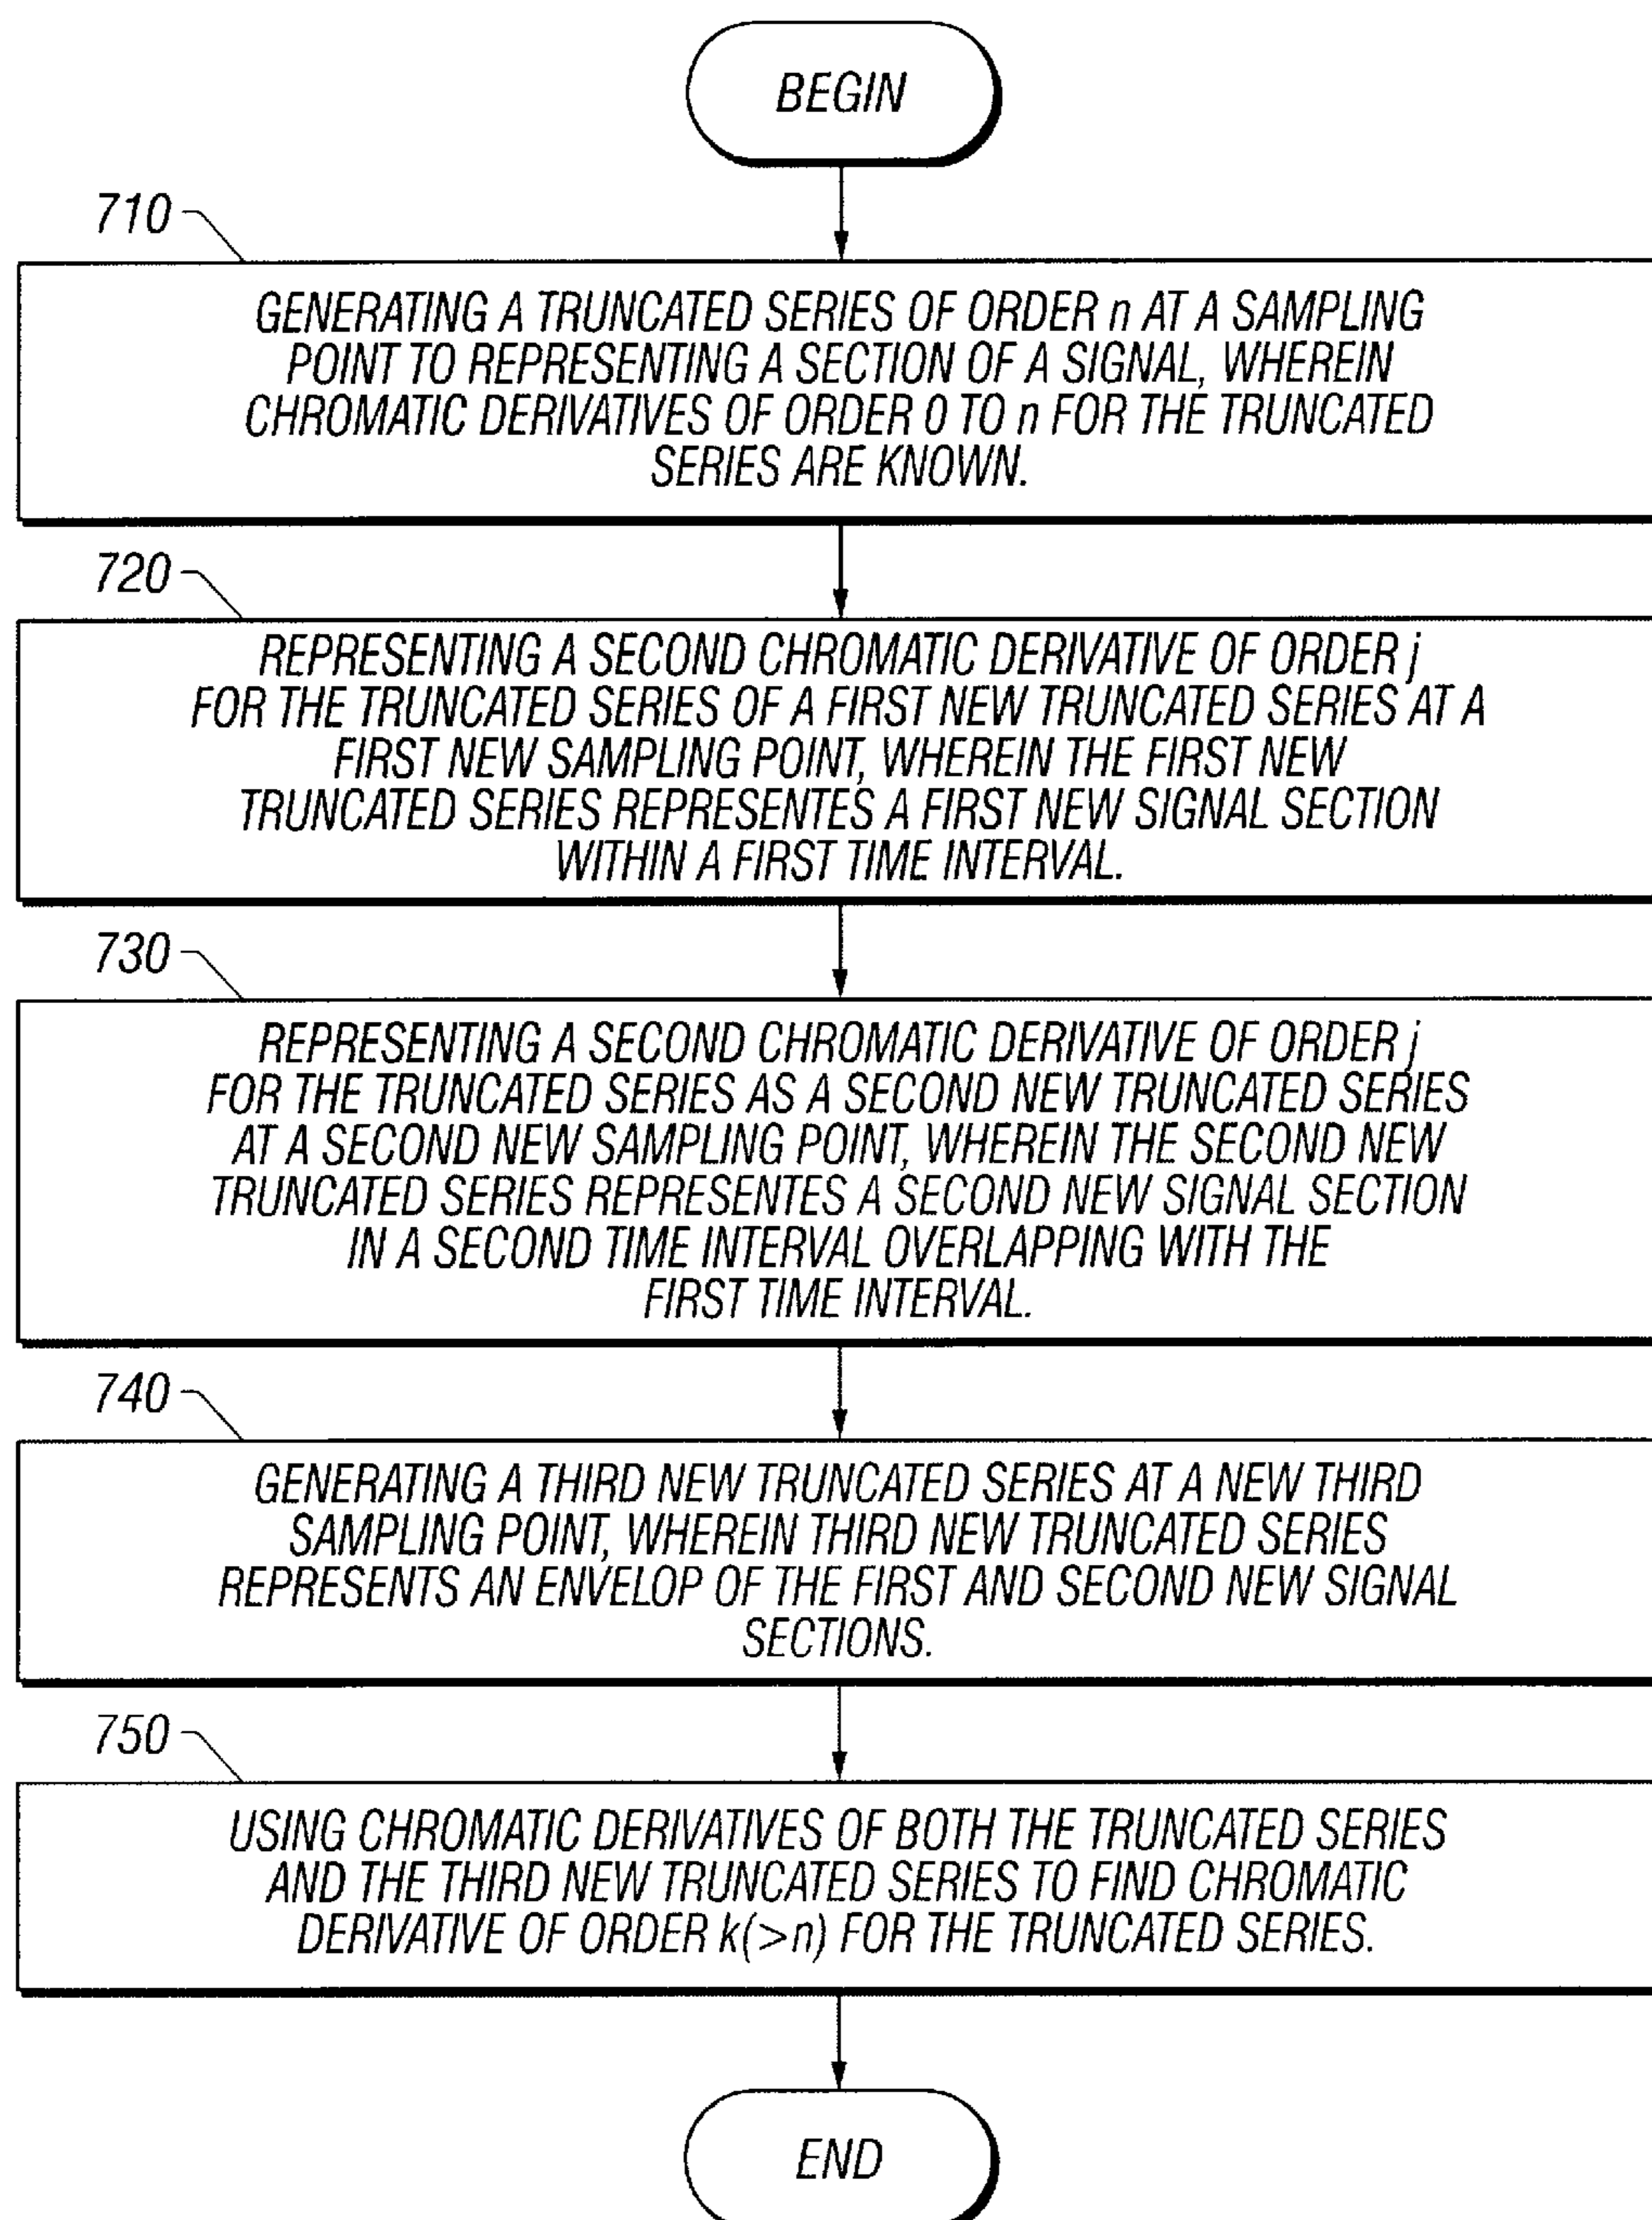 BEGIN
710
GENERATING A TRUNCATED SERIES OF ORDER n AT A SAMPLING
POINT TO REPRESENTING A SECTION OF A SIGNAL, WHEREIN
CHROMATIC DERIVATIVES OF ORDER 0 TO n FOR THE TRUNCATED
SERIES ARE KNOWN.
720
REPRESENTING A SECOND CHROMATIC DERIVATIVE OF ORDER j
FOR THE TRUNCATED SERIES OF A FIRST NEW TRUNCATED SERIES AT A
FIRST NEW SAMPLING POINT, WHEREIN THE FIRST NEW
TRUNCATED SERIES REPRESENTES A FIRST NEW SIGNAL SECTION
WITHIN A FIRST TIME INTERVAL.
730
REPRESENTING A SECOND CHROMATIC DERIVATIVE OF ORDER j
FOR THE TRUNCATED SERIES AS A SECOND NEW TRUNCATED SERIES
AT A SECOND NEW SAMPLING POINT, WHEREIN THE SECOND NEW
TRUNCATED SERIES REPRESENTES A SECOND NEW SIGNAL SECTION
IN A SECOND TIME INTERVAL OVERLAPPING WITH THE
FIRST TIME INTERVAL.
740
GENERATING A THIRD NEW TRUNCATED SERIES AT A NEW THIRD
SAMPLING POINT, WHEREIN THIRD NEW TRUNCATED SERIES
REPRESENTS AN ENVELOP OF THE FIRST AND SECOND NEW SIGNAL
SECTIONS.
750
USING CHROMATIC DERIVATIVES OF BOTH THE TRUNCATED SERIES
AND THE THIRD NEW TRUNCATED SERIES TO FIND CHROMATIC
DERIVATIVE OF ORDER k(>n) FOR THE TRUNCATED SERIES.
END